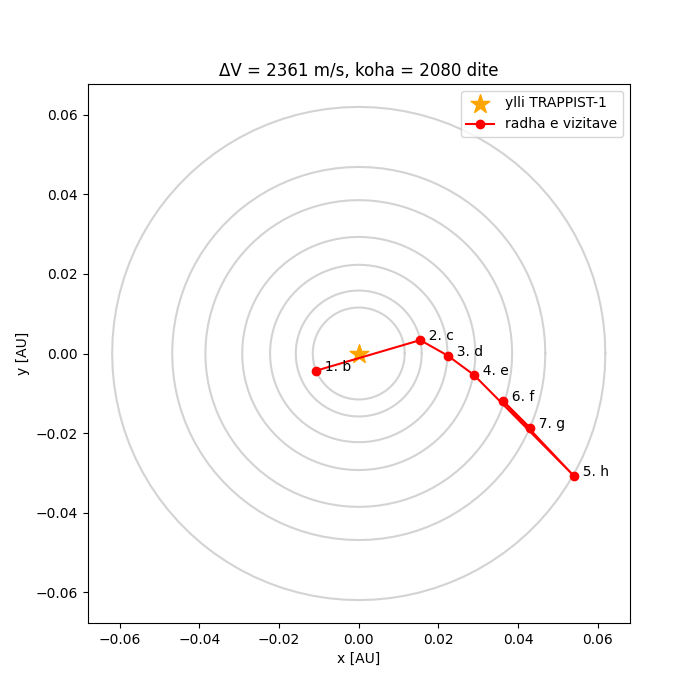 ΔV = 2361 m/s, koha = 2080 dite
ylli TRAPPIST-1
radha e vizitave
0.06
0.04
0.02
0.00
−0.02
−0.04
−0.06
y [AU]
1. b
2. c
3. d
4. e
6. f
7. g
5. h
−0.06
−0.04
−0.02
0.00
0.02
0.04
0.06
x [AU]